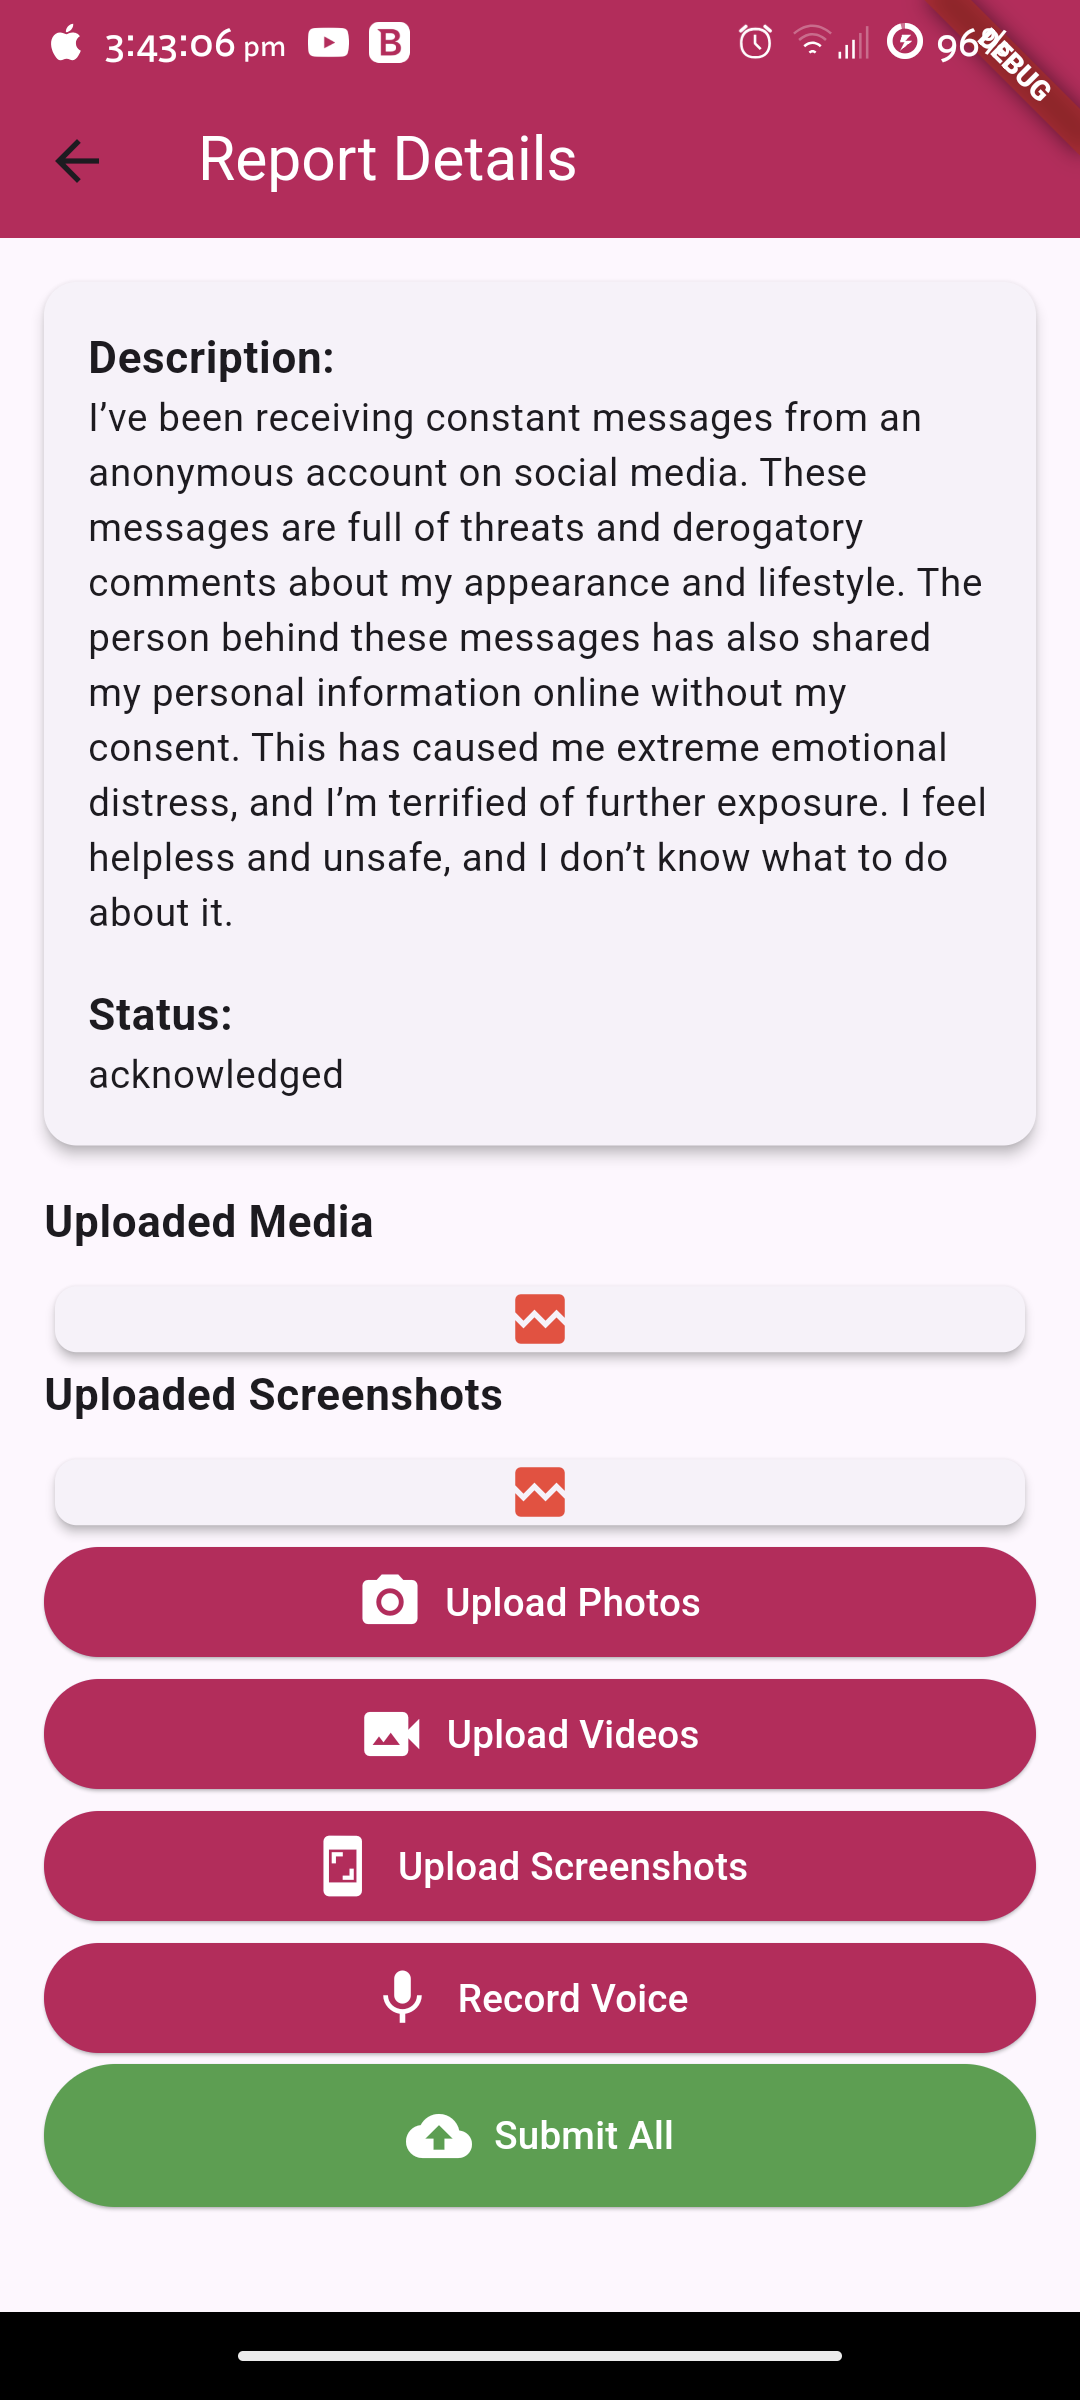 3:43:06 pm
96%
DEBUG
Report Details
Description:
I’ve been receiving constant messages from an
anonymous account on social media. These
messages are full of threats and derogatory
comments about my appearance and lifestyle. The
person behind these messages has also shared
my personal information online without my
consent. This has caused me extreme emotional
distress, and I’m terrified of further exposure. I feel
helpless and unsafe, and I don’t know what to do
about it.
Status:
acknowledged
Uploaded Media
Uploaded Screenshots
Upload Photos
Upload Videos
Upload Screenshots
Record Voice
Submit All